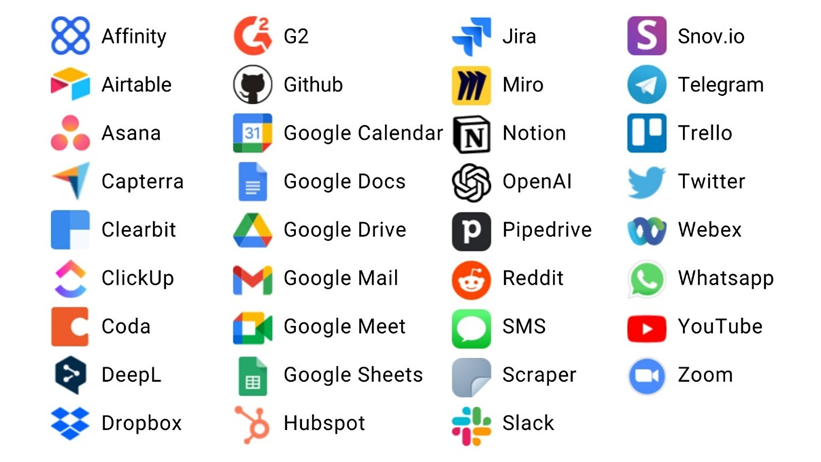 Affinity
Airtable
Asana
Capterra
Clearbit
ClickUp
Coda
DeepL
Dropbox
G2
Github
31 Google Calendar
Google Docs
Google Drive
Google Mail
Google Meet
Google Sheets
Hubspot
Jira
Miro
Notion
OpenAI
Pipedrive
Reddit
SMS
Scraper
Slack
Snov.io
Telegram
Trello
Twitter
Webex
Whatsapp
YouTube
Zoom